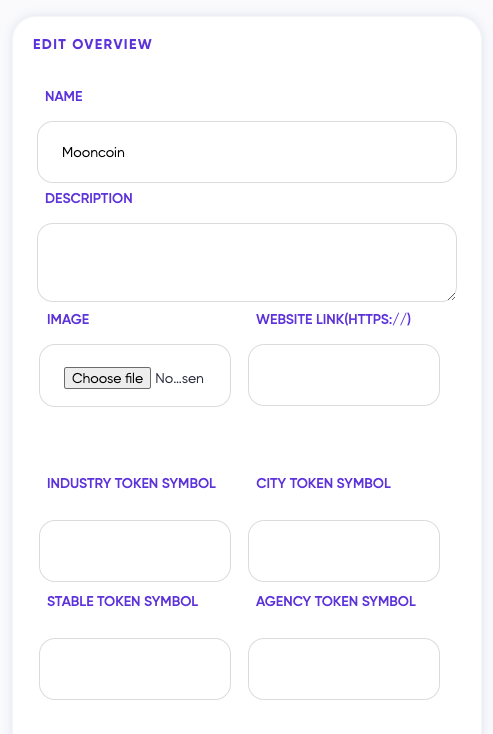 EDIT OVERVIEW
NAME
Mooncoin
DESCRIPTION
IMAGE WEBSITE LINK(HTTPS://)
Choose file No...sen
INDUSTRY TOKEN SYMBOL CITY TOKEN SYMBOL
STABLE TOKEN SYMBOL AGENCY TOKEN SYMBOL